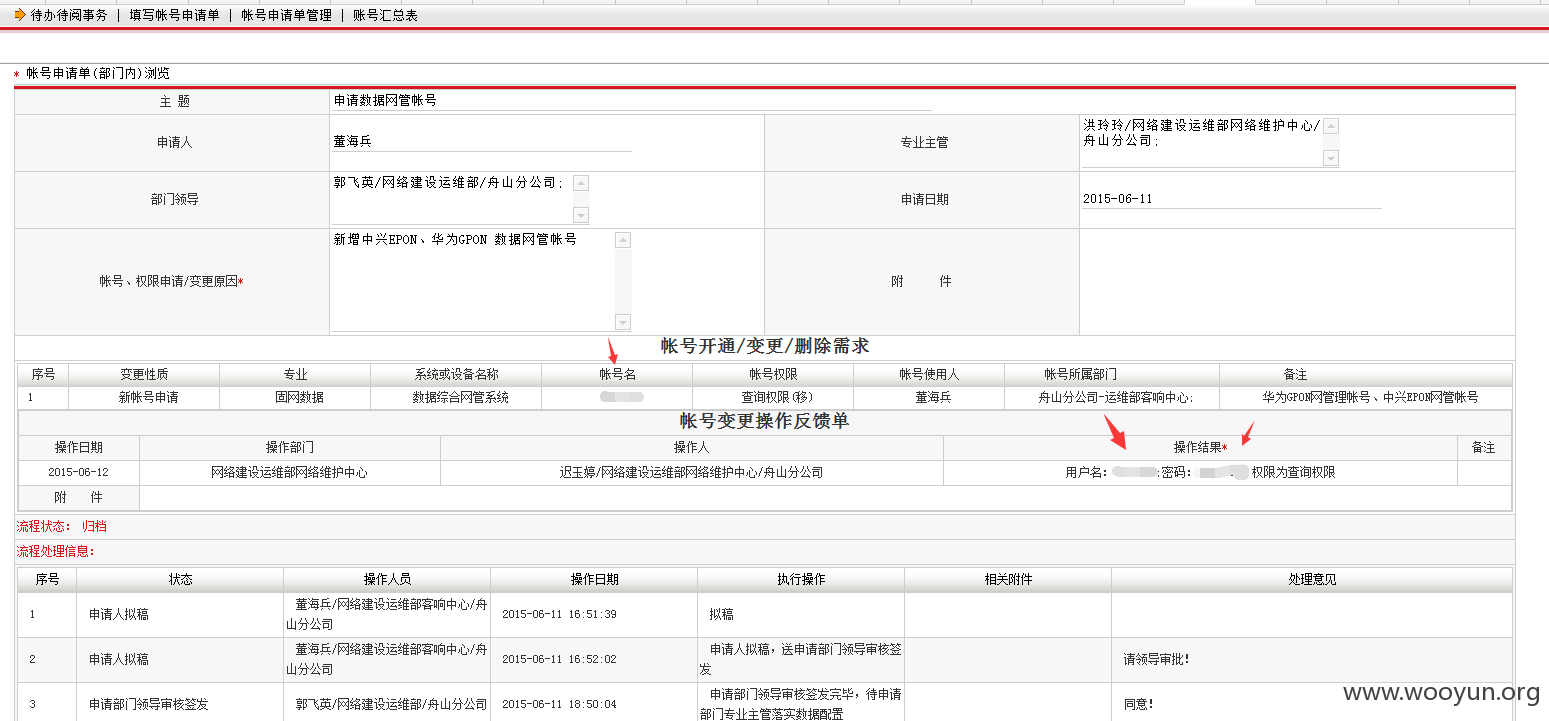 待办待阅事务 | 填写帐号申请单 | 帐号申请单管理 | 账号汇总表
* 帐号申请单(部门内)浏览
主 题 申请数据网管帐号
申请人 董海兵 专业主管 洪玲玲/网络建设运维部网络维护中心/
舟山分公司;
部门领导 郭飞英/网络建设运维部/舟山分公司; 申请日期 2015-06-11
帐号、权限申请/变更原因* 新增中兴EPON、华为GPON 数据网管帐号 附 件
帐号开通/变更/删除需求
序号 变更性质 专业 系统或设备名称 帐号名 帐号权限 帐号使用人 帐号所属部门 备注
1 新帐号申请 固网数据 数据综合网管系统 查询权限(移) 董海兵 舟山分公司-运维部客响中心; 华为GPON网管理帐号、中兴EPON网管帐号
帐号变更操作反馈单
操作日期 操作部门 操作人 操作结果* 备注
2015-06-12 网络建设运维部网络维护中心 迟玉婷/网络建设运维部网络维护中心/舟山分公司 用户名: ;密码: 权限为查询权限
附 件
流程状态: 归档
流程处理信息:
序号 状态 操作人员 操作日期 执行操作 相关附件 处理意见
1 申请人拟稿 董海兵/网络建设运维部客响中心/舟
山分公司 2015-06-11 16:51:39 拟稿
2 申请人拟稿 董海兵/网络建设运维部客响中心/舟
山分公司 2015-06-11 16:52:02 申请人拟稿，送申请部门领导审核签
发 请领导审批!
3 申请部门领导审核签发 郭飞英/网络建设运维部/舟山分公司 2015-06-11 18:50:04 申请部门领导审核签发完毕，待申请
部门专业主管落实数据配置 同意!
www.wooyun.org